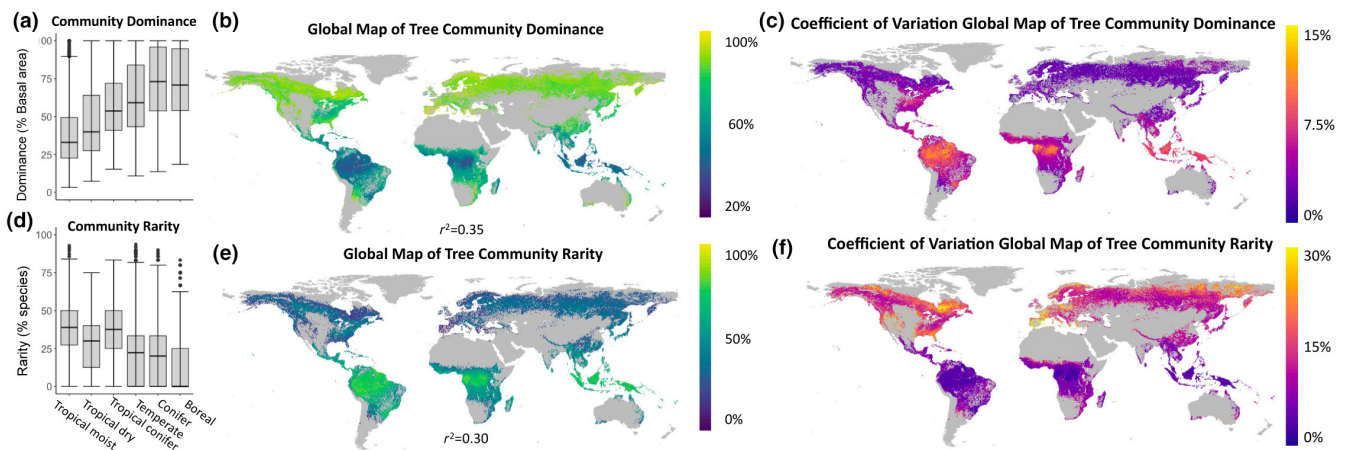 (a)
Community Dominance
Dominance (% Basal area)
100
75
50
25
0
(b)
Global Map of Tree Community Dominance
100%
60%
20%
r²=0.35
(c)
Coefficient of Variation Global Map of Tree Community Dominance
15%
7.5%
0%
(d)
Community Rarity
Rarity (% species)
100
75
50
25
0
Tropical moist
Tropical dry
Tropical conifer
Temperate
Conifer
Boreal
(e)
Global Map of Tree Community Rarity
100%
50%
0%
r²=0.30
(f)
Coefficient of Variation Global Map of Tree Community Rarity
30%
15%
0%